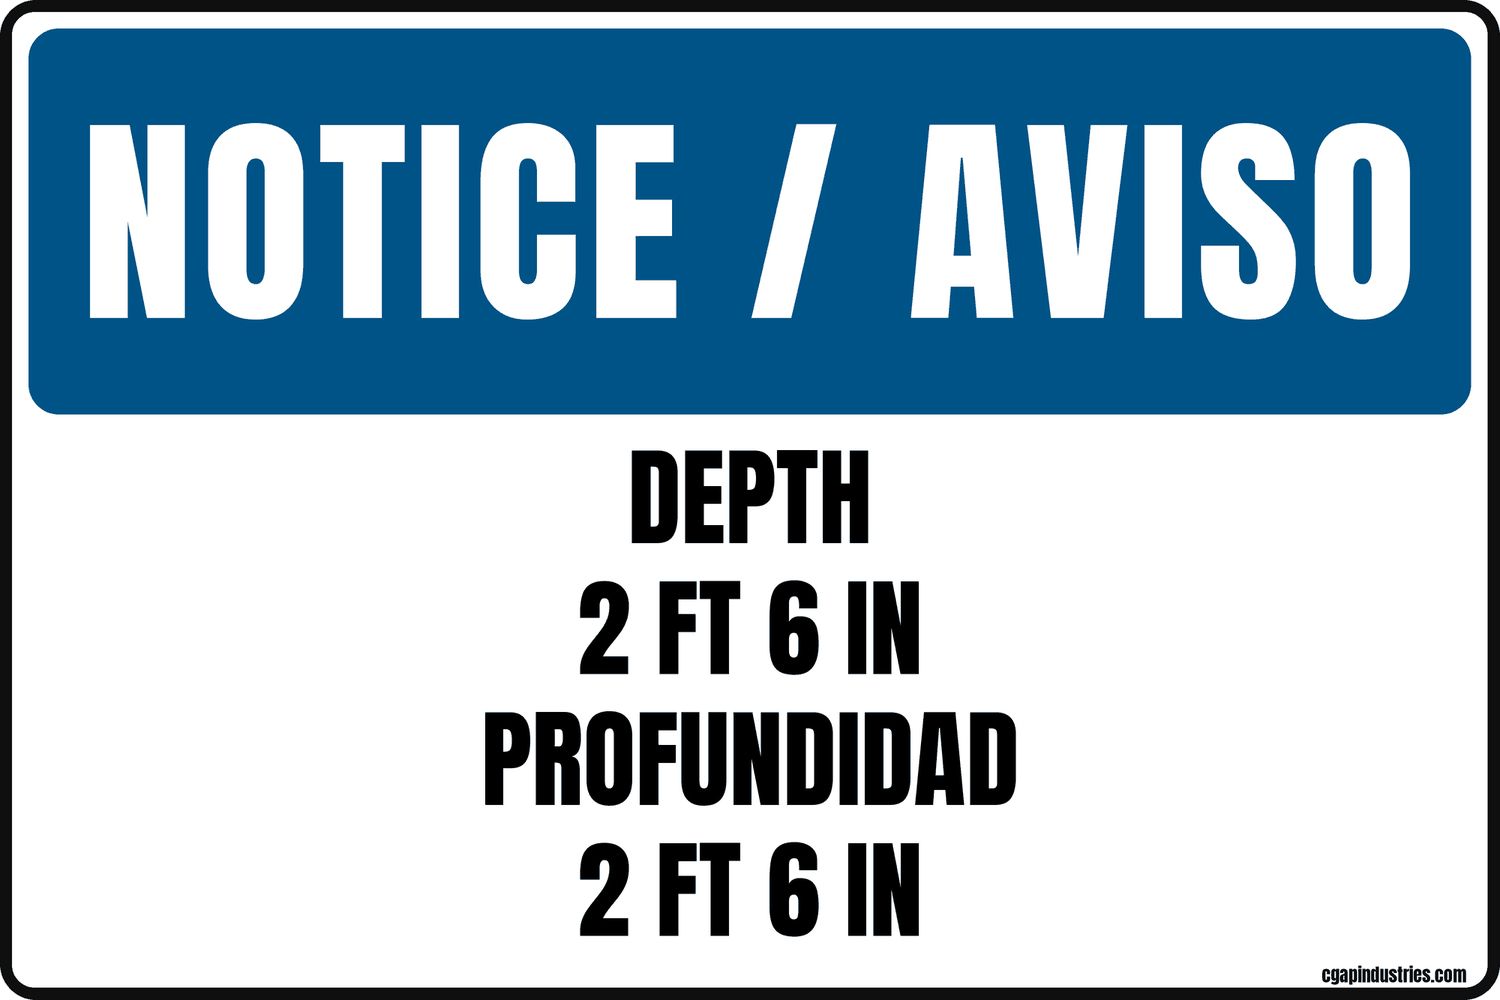 NOTICE / AVISO
DEPTH
2 FT 6 IN
PROFUNDIDAD
2 FT 6 IN
cgapindustries.com